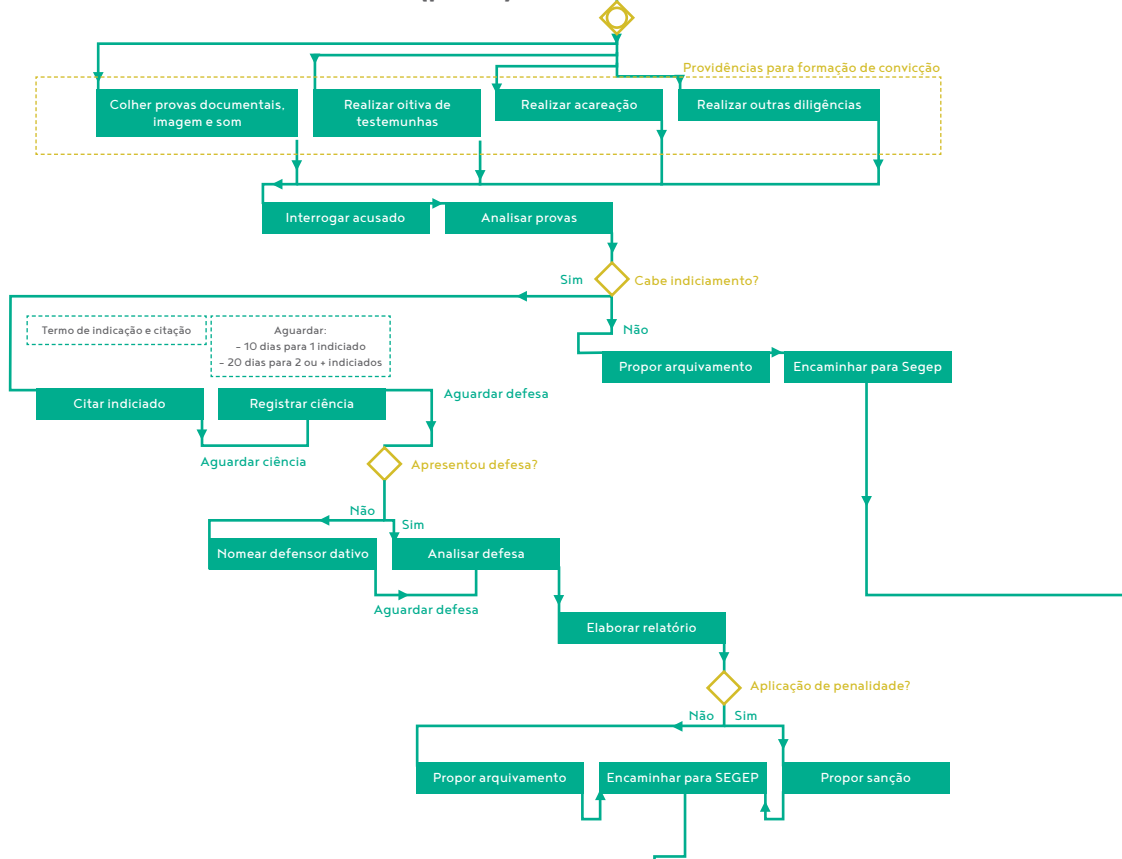 Providências para formação de convicção
Colher provas documentais,
imagem e som
Realizar oitiva de
testemunhas
Realizar acareação
Realizar outras diligências
Interrogar acusado
Analisar provas
Sim
Cabe indiciamento?
Não
Termo de indicação e citação
Aguardar:
- 10 dias para 1 indiciado
- 20 dias para 2 ou + indiciados
Propor arquivamento
Encaminhar para Segep
Citar indiciado
Registrar ciência
Aguardar defesa
Aguardar ciência
Apresentou defesa?
Não
Sim
Nomear defensor dativo
Analisar defesa
Aguardar defesa
Elaborar relatório
Aplicação de penalidade?
Não
Sim
Propor arquivamento
Encaminhar para SEGEP
Propor sanção